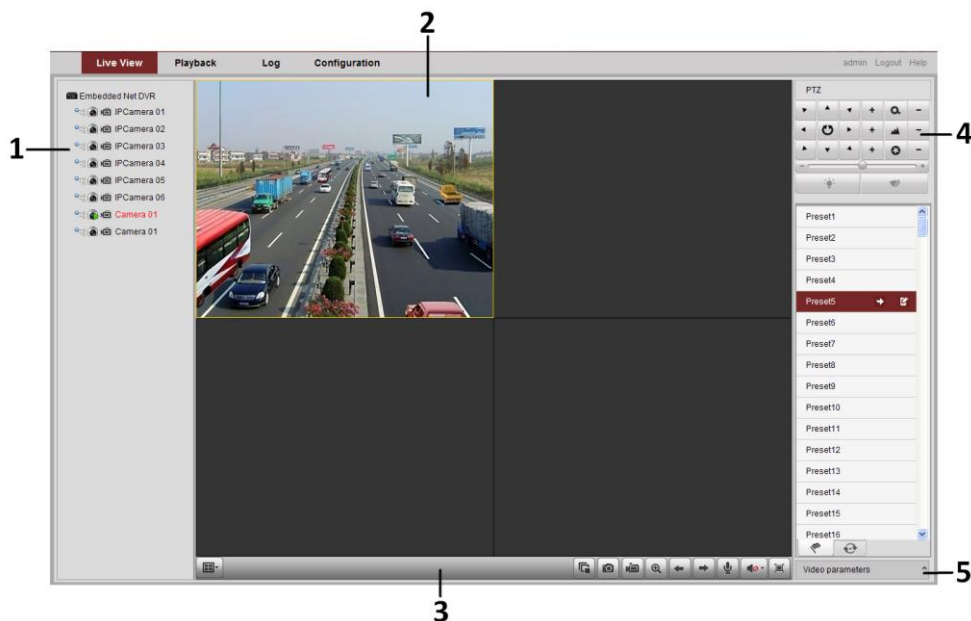 2
Live View Playback Log Configuration admin Logout Help
Embedded Net DVR
IPCamera 01
IPCamera 02
1 IPCamera 03
IPCamera 04
IPCamera 05
IPCamera 06
Camera 01
Camera 01
PTZ
4
Preset1
Preset2
Preset3
Preset4
Preset5
Preset6
Preset7
Preset8
Preset9
Preset10
Preset11
Preset12
Preset13
Preset14
Preset15
Preset16
Video parameters 5
3